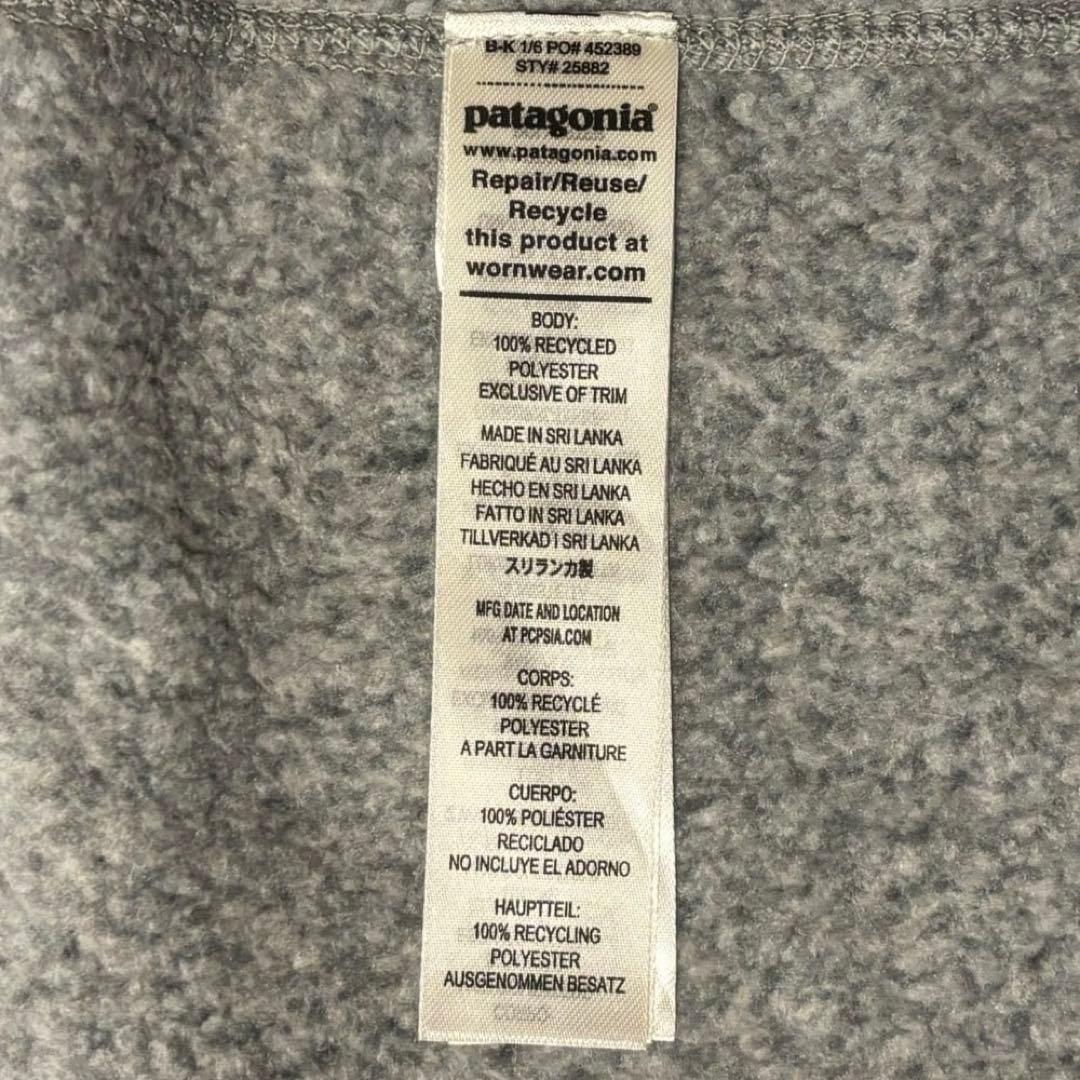 B-K 1/6 PO# 452389
STY# 25882
patagonia®
www.patagonia.com
Repair/Reuse/
Recycle
this product at
wornwear.com
BODY:
100% RECYCLED
POLYESTER
EXCLUSIVE OF TRIM
MADE IN SRI LANKA
FABRIQUÉ AU SRI LANKA
HECHO EN SRI LANKA
FATTO IN SRI LANKA
TILLVERKAD I SRI LANKA
スリランカ製
MFG DATE AND LOCATION
AT PCPSIA.COM
CORPS:
100% RECYCLÉ
POLYESTER
A PART LA GARNITURE
CUERPO:
100% POLIÉSTER
RECICLADO
NO INCLUYE EL ADORNO
HAUPTTEIL:
100% RECYCLING
POLYESTER
AUSGENOMMEN BESATZ